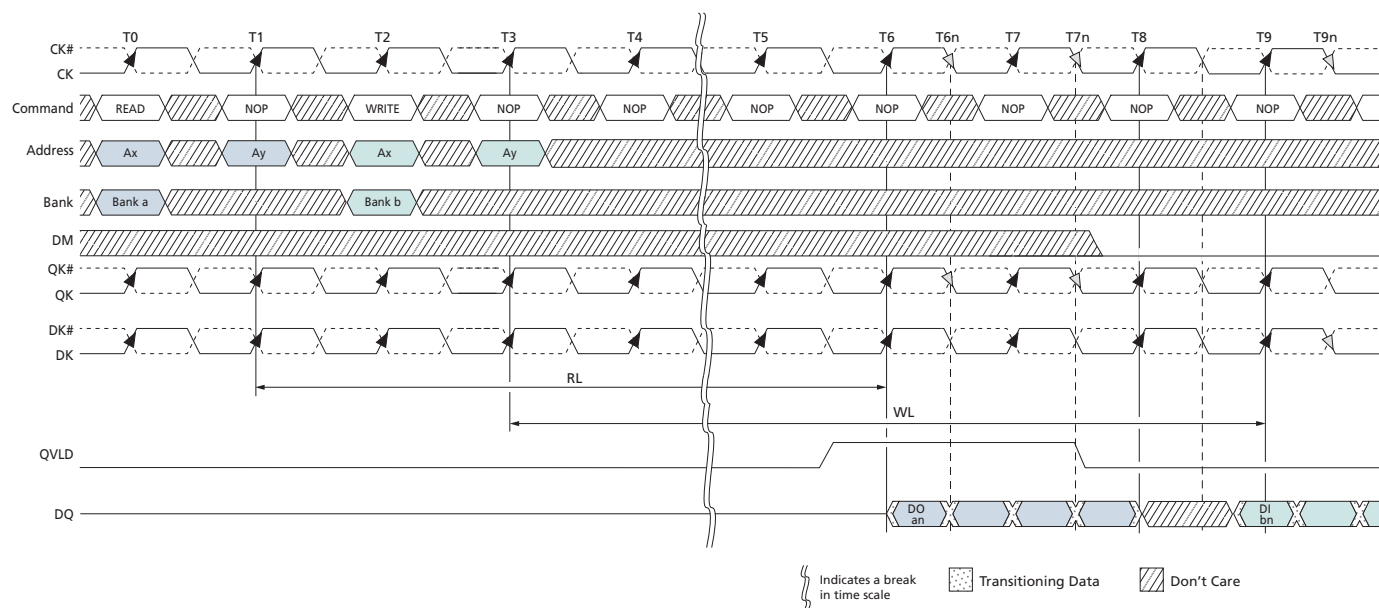 T0 T1 T2 T3 T4 T5 T6 T6n T7 T7n T8 T9 T9n
CK#
CK
Command READ NOP WRITE NOP NOP NOP NOP NOP NOP NOP
Address Ax Ay Ax Ay
Bank Bank a Bank b
DM
QK#
QK
DK#
DK
RL
WL
QVLD
DQ DO an DI bn
Indicates a break
in time scale
Transitioning Data
Don't Care